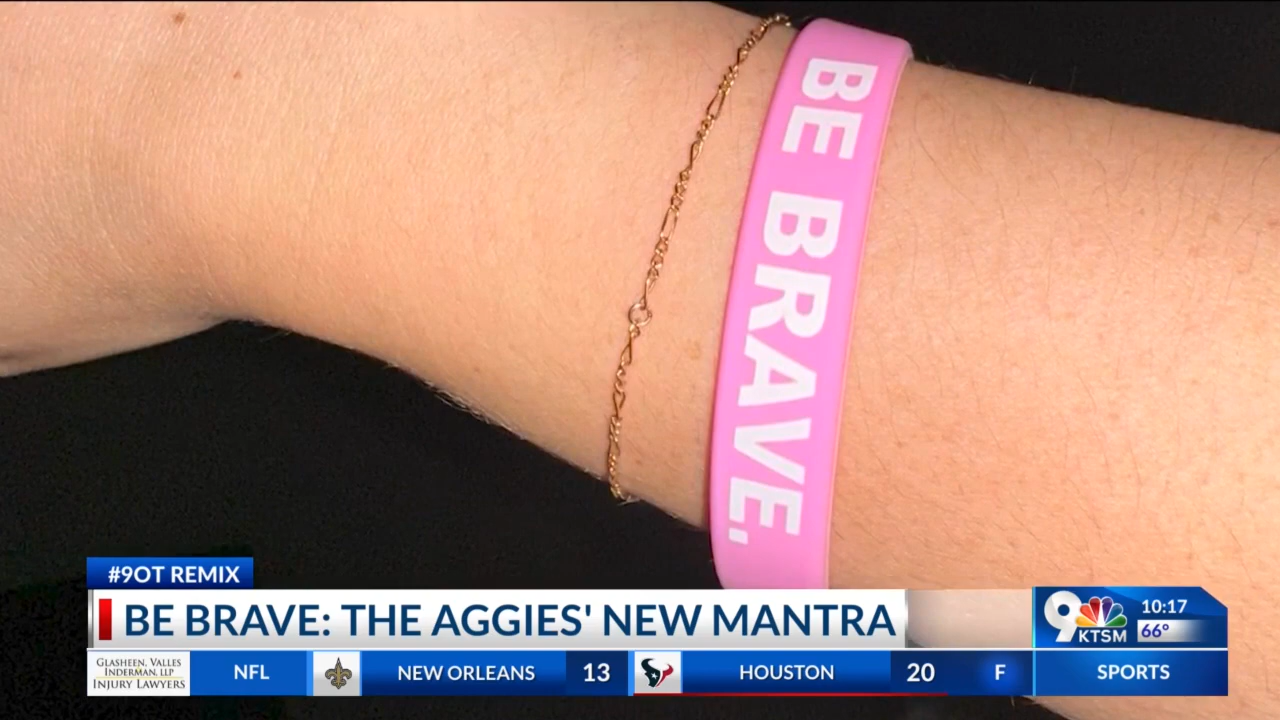 BE BRAVE.
#9OT REMIX
BE BRAVE: THE AGGIES' NEW MANTRA
9 KTSM
10:17
66°
GLASHEEN, VALLES
INDERMAN, LLP
INJURY LAWYERS
NFL NEW ORLEANS 13 HOUSTON 20 F SPORTS